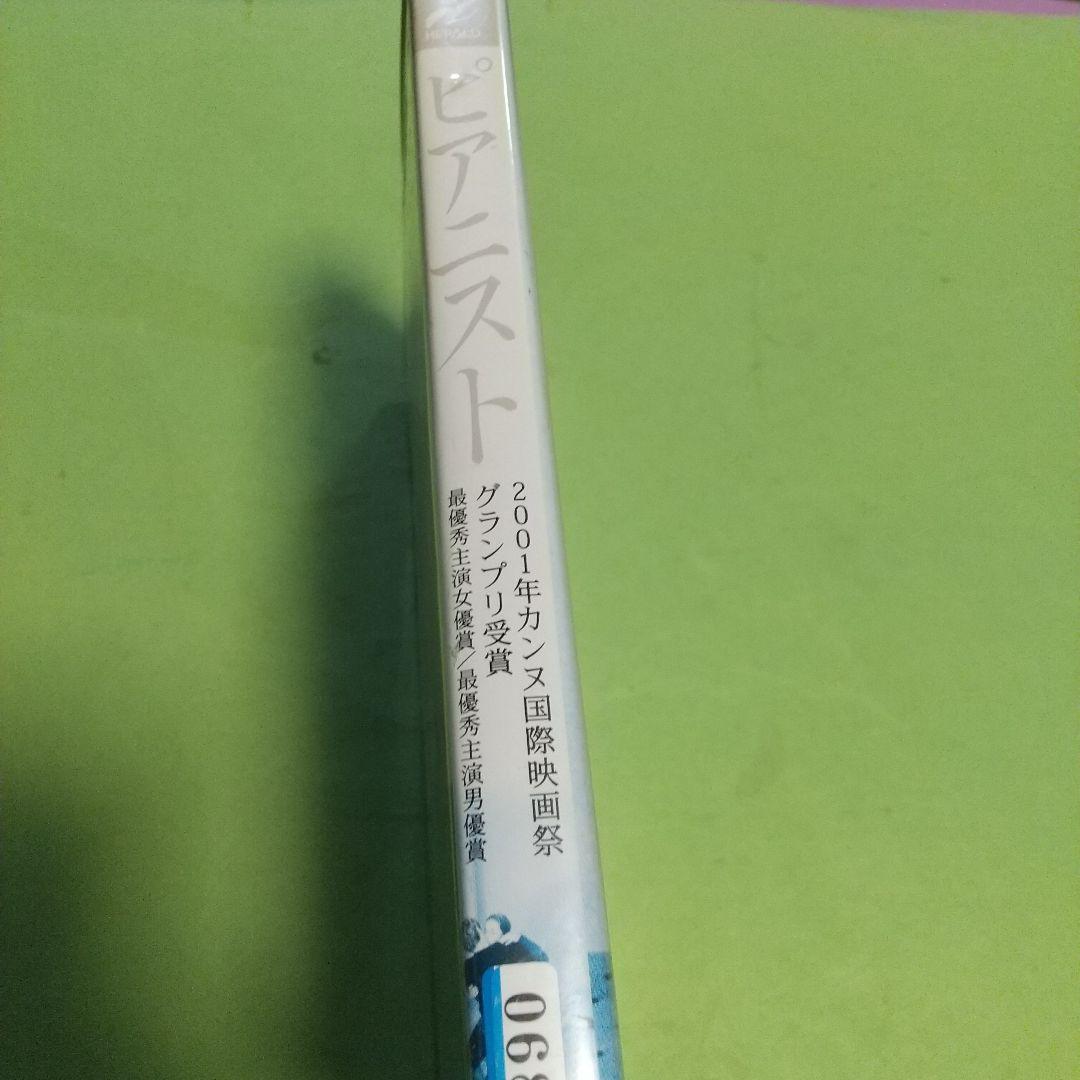 HERALD
ピアニスト
2001年カンヌ国際映画祭
グランプリ受賞
最優秀主演女優賞/最優秀主演男優賞
068